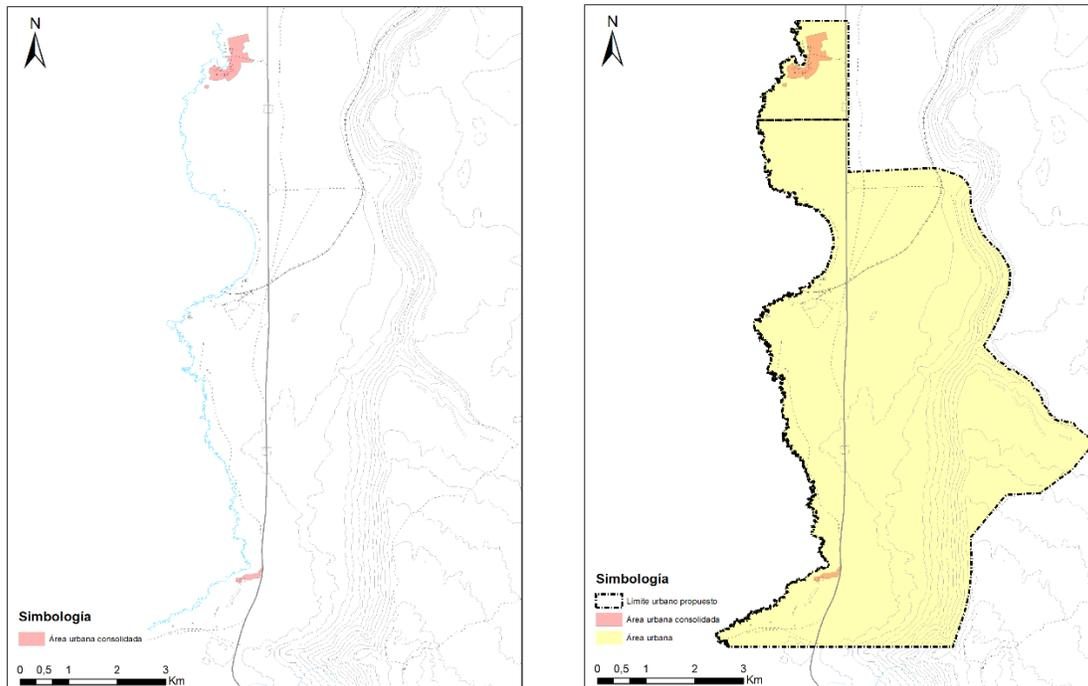 N
Simbología
Área urbana consolidada
0 0,5 1 2 3
Km
N
Simbología
Limite urbano propuesto
Área urbana consolidada
Área urbana
0 0,5 1 2 3
Km